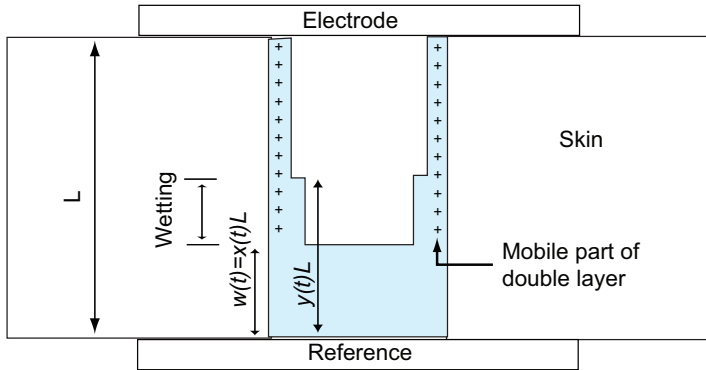 Electrode
+ +
+ +
+ +
+ +
+ +
+ +
+ +
+ +
+ +
+ +
+ +
Skin
L
Wetting
w(t)=x(t)L
y(t)L
Mobile part of
double layer
Reference